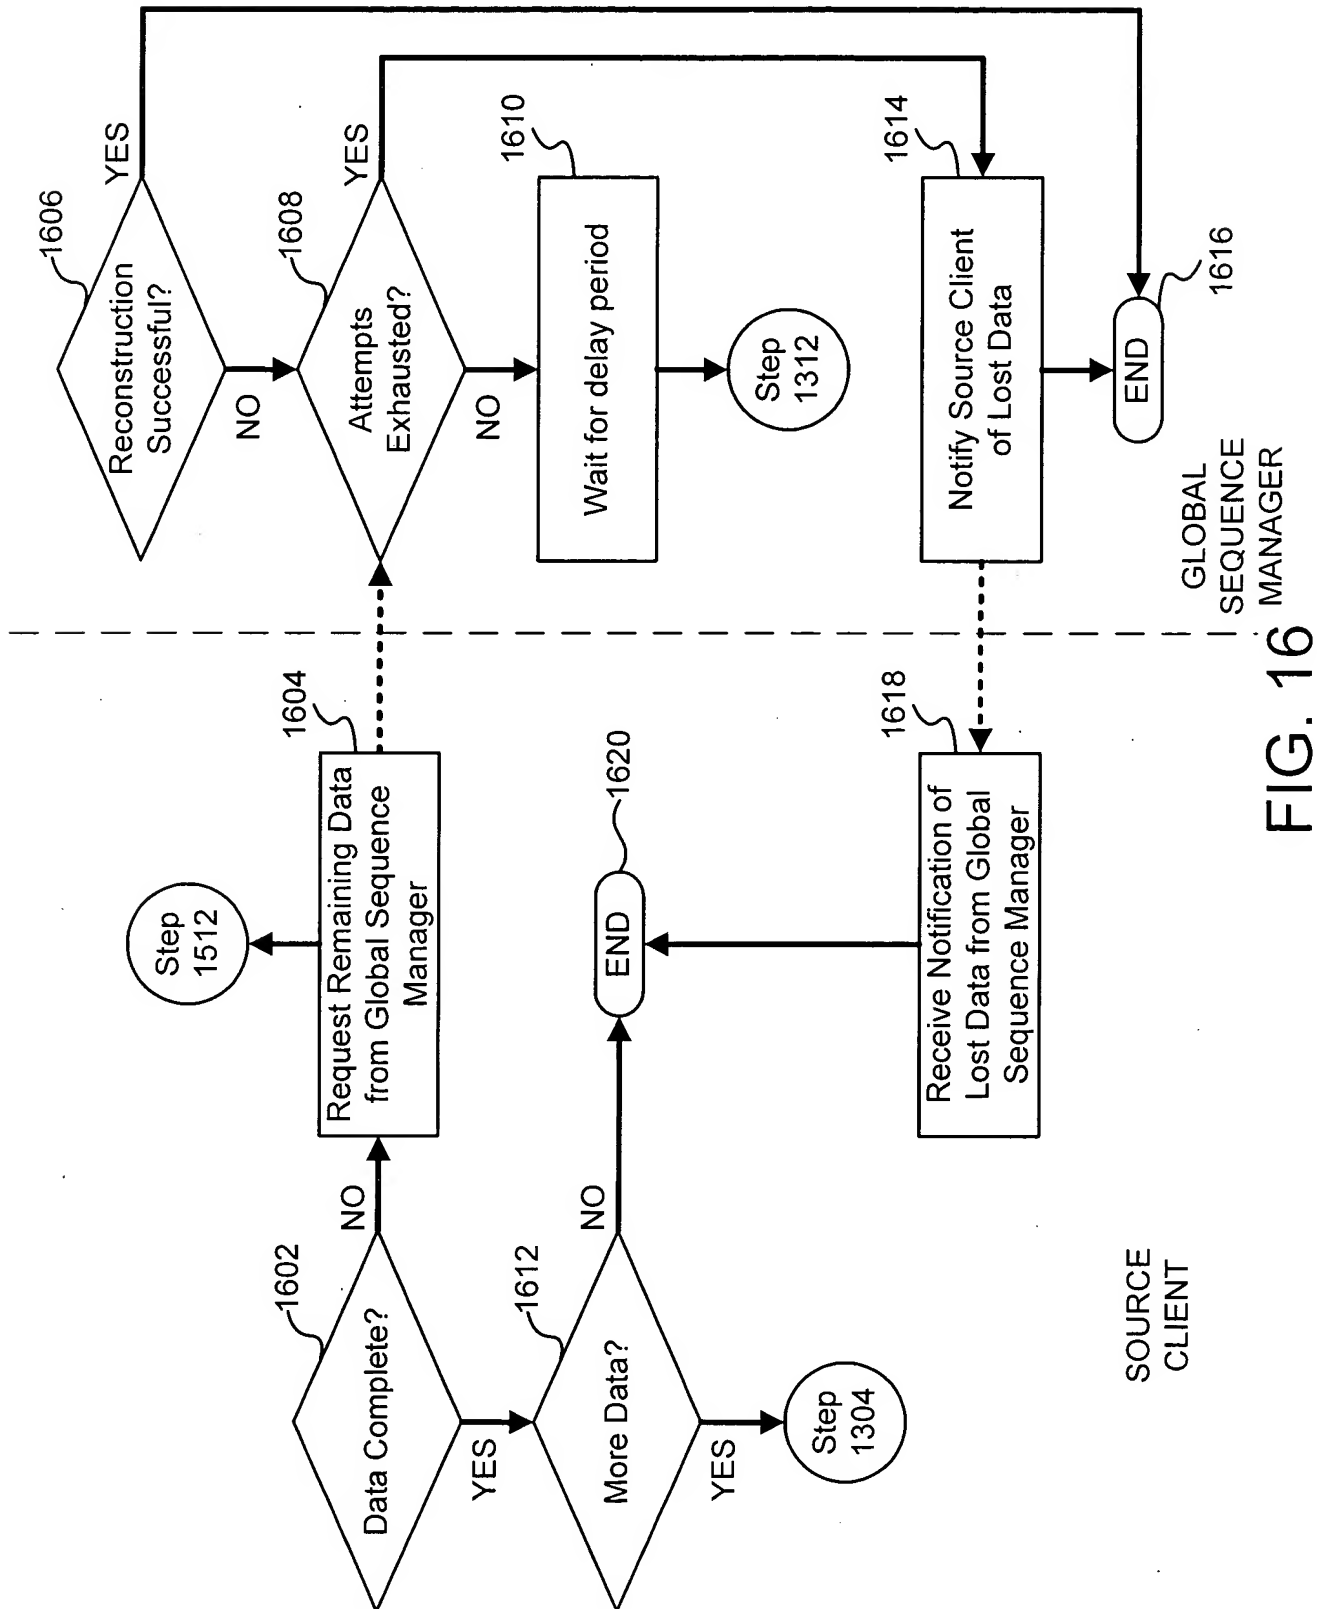 1602
Data Complete?
NO
YES
1604
Request Remaining Data
from Global Sequence
Manager
Step
1512
1612
More Data?
NO
YES
Step
1304
END
1620
1618
Receive Notification of
Lost Data from Global
Sequence Manager
SOURCE
CLIENT
1606
Reconstruction
Successful?
YES
NO
1608
Attempts
Exhausted?
YES
NO
1610
Wait for delay period
Step
1312
1614
Notify Source Client
of Lost Data
END
1616
GLOBAL
SEQUENCE
MANAGER
FIG. 16